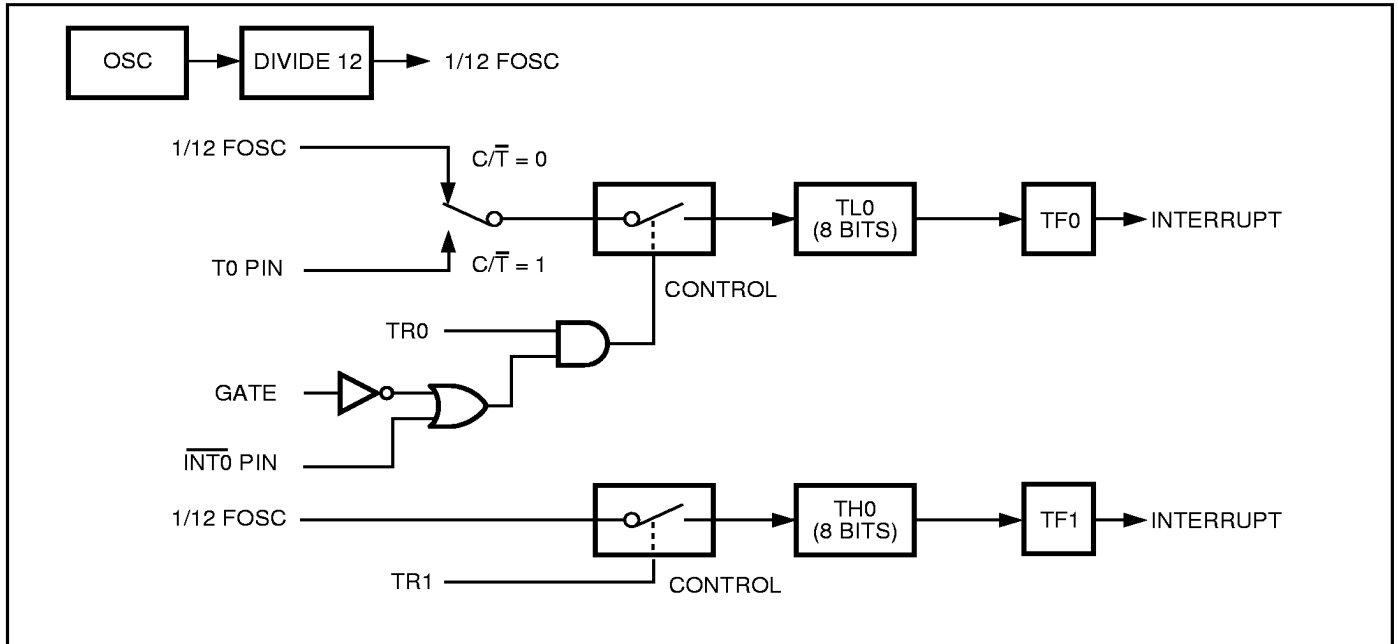 OSC
DIVIDE 12
1/12 FOSC
1/12 FOSC
C/T̅ = 0
T0 PIN
C/T̅ = 1
TL0
(8 BITS)
TF0
INTERRUPT
CONTROL
TR0
GATE
I̅N̅T̅0̅ PIN
1/12 FOSC
TH0
(8 BITS)
TF1
INTERRUPT
TR1
CONTROL